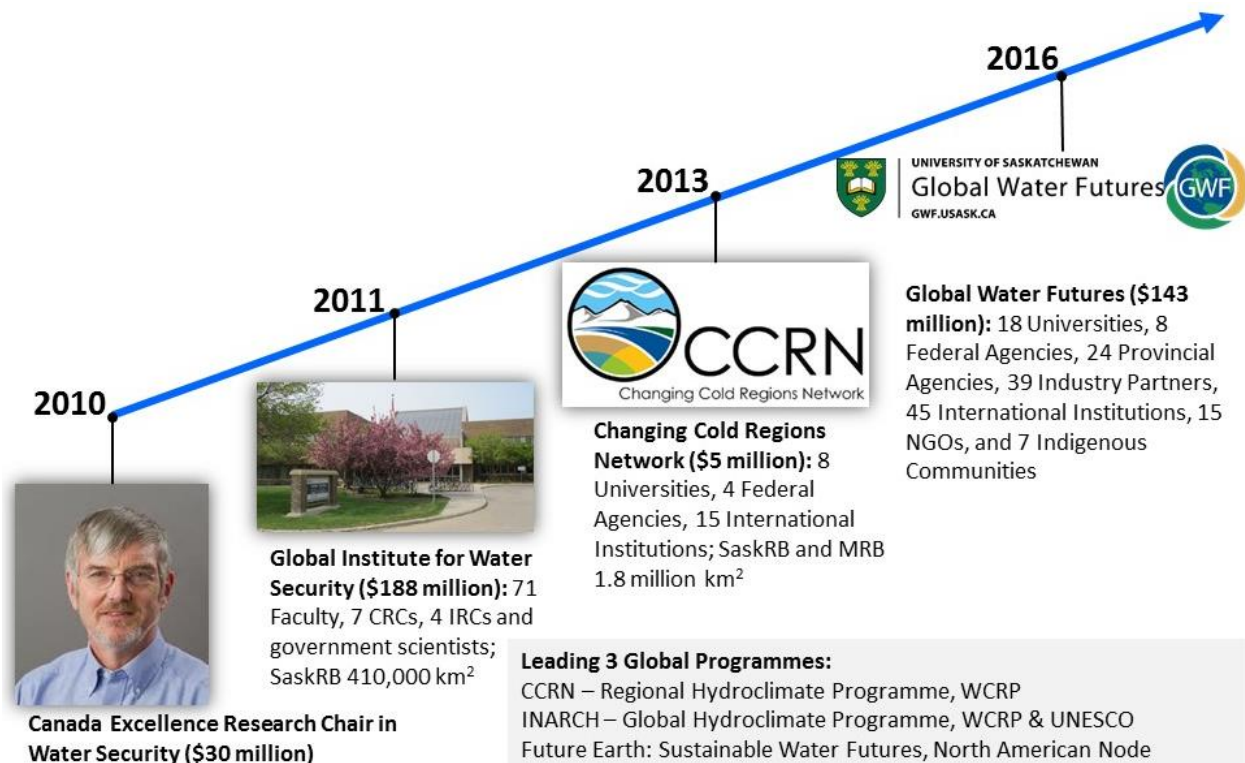 2010
Canada Excellence Research Chair in
Water Security ($30 million)
2011
Global Institute for Water
Security ($188 million): 71
Faculty, 7 CRCs, 4 IRCs and
government scientists;
SaskRB 410,000 km²
2013
CCRN
Changing Cold Regions Network
Changing Cold Regions
Network ($5 million): 8
Universities, 4 Federal
Agencies, 15 International
Institutions; SaskRB and MRB
1.8 million km²
2016
UNIVERSITY OF SASKATCHEWAN
Global Water Futures
GWF.USASK.CA
GWF
Global Water Futures ($143
million): 18 Universities, 8
Federal Agencies, 24 Provincial
Agencies, 39 Industry Partners,
45 International Institutions, 15
NGOs, and 7 Indigenous
Communities
Leading 3 Global Programmes:
CCRN – Regional Hydroclimate Programme, WCRP
INARCH – Global Hydroclimate Programme, WCRP & UNESCO
Future Earth: Sustainable Water Futures, North American Node